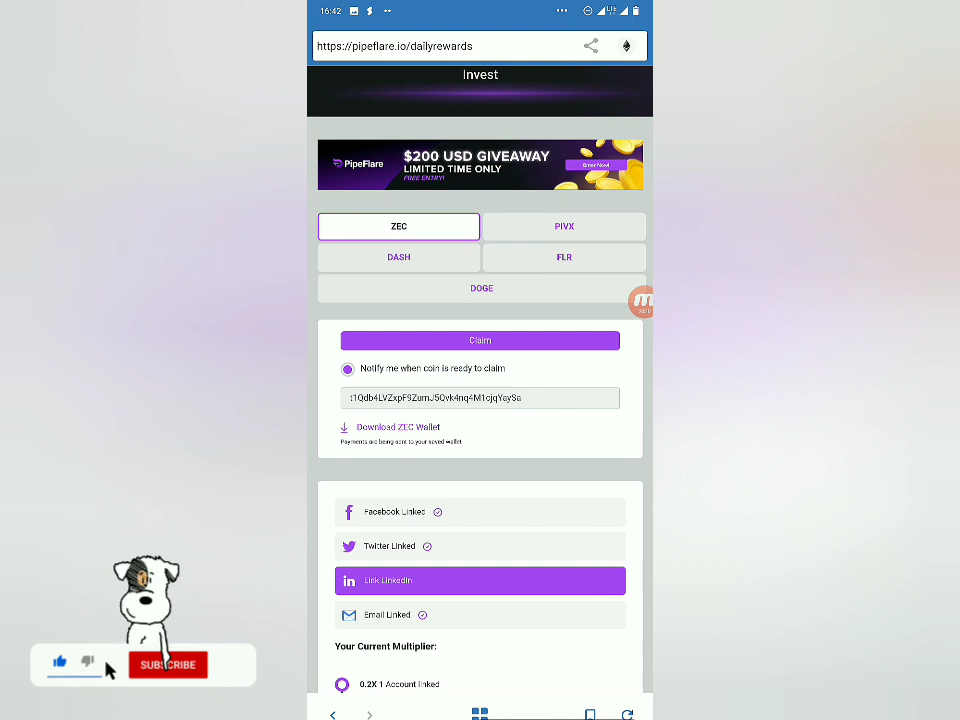 16:42
LTE
https://pipeflare.io/dailyrewards
Invest
PipeFlare
$200 USD GIVEAWAY
LIMITED TIME ONLY
FREE ENTRY!
Enter Now!
ZEC
PIVX
DASH
FLR
DOGE
Claim
Notify me when coin is ready to claim
Download ZEC Wallet
Payments are being sent to your saved wallet
Facebook Linked
Twitter Linked
in Link LinkedIn
Email Linked
Your Current Multiplier:
0.2X 1 Account linked
SUBSCRIBE